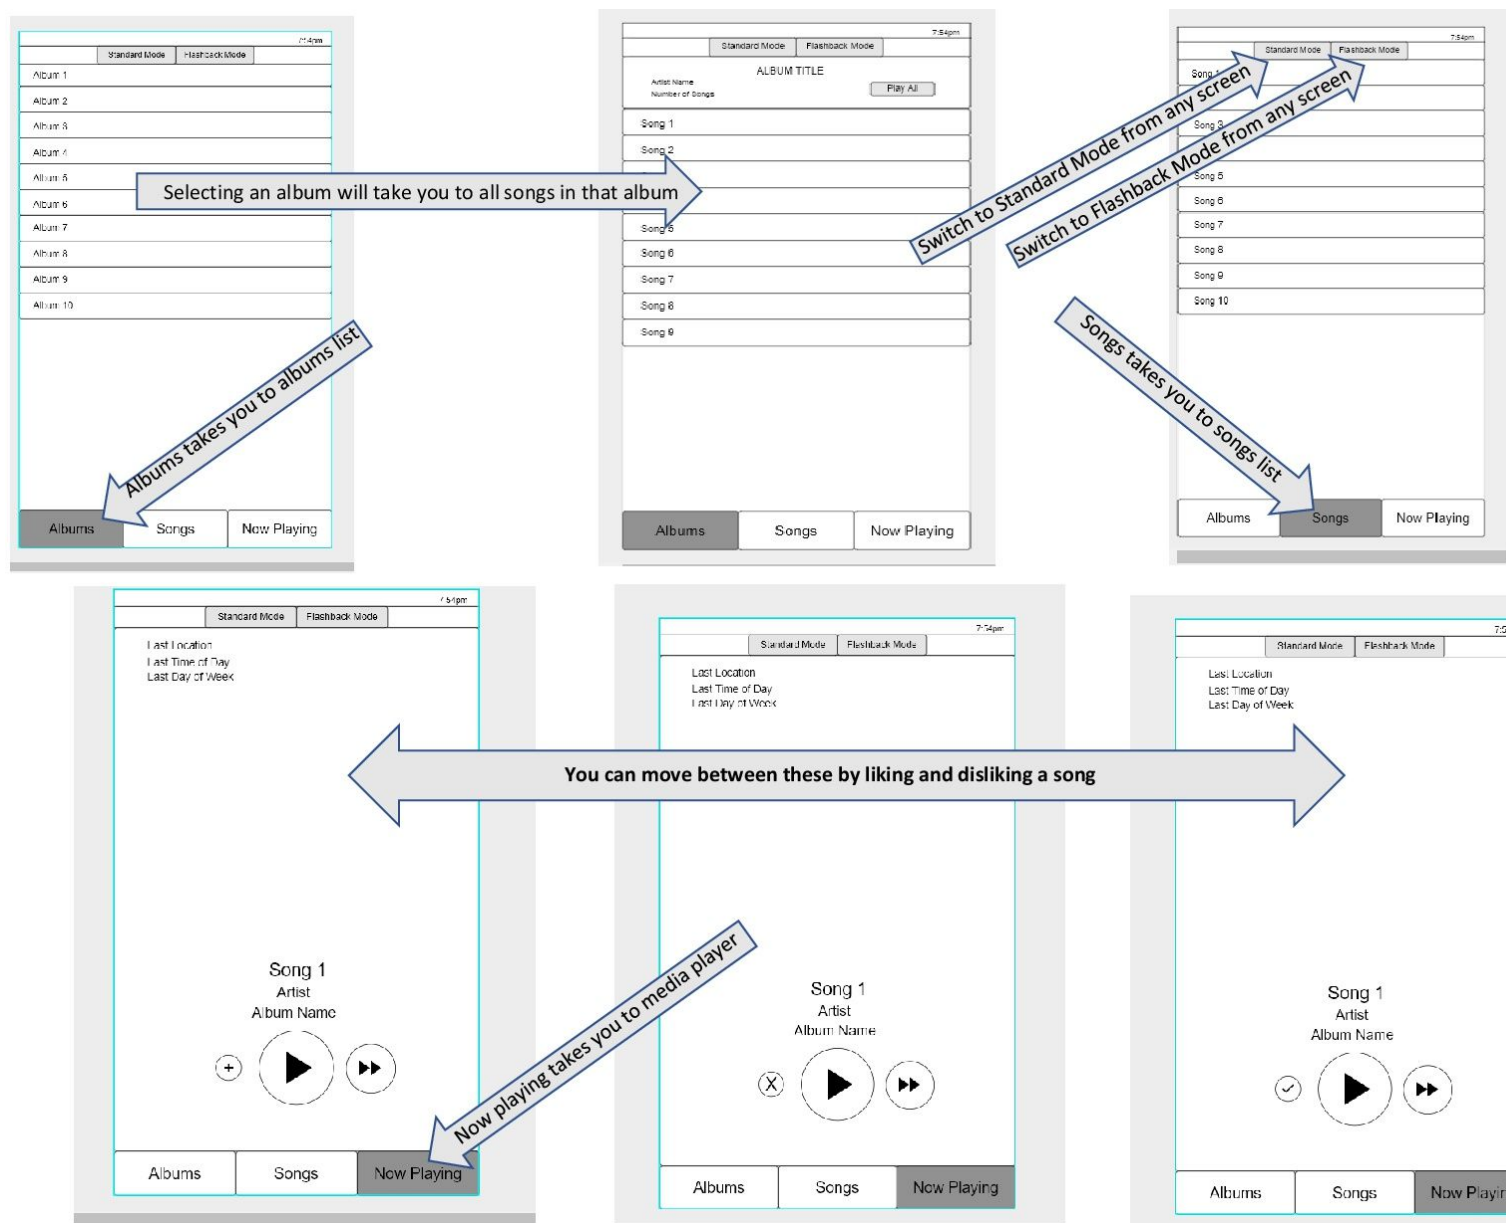 7:54pm
Standard Mode Flashback Mode
Album 1
Album 2
Album 3
Album 4
Album 5
Album 6
Album 7
Album 8
Album 9
Album 10
Albums Songs Now Playing
Albums takes you to albums list
Selecting an album will take you to all songs in that album
7:54pm
Standard Mode Flashback Mode
ALBUM TITLE
Artist Name
Number of Songs
Play All
Song 1
Song 2
Song 5
Song 6
Song 7
Song 8
Song 9
Albums Songs Now Playing
Switch to Standard Mode from any screen
Switch to Flashback Mode from any screen
7:54pm
Standard Mode Flashback Mode
Song 1
Song 3
Song 5
Song 6
Song 7
Song 8
Song 9
Song 10
Songs takes you to songs list
Albums Songs Now Playing
7:54pm
Standard Mode Flashback Mode
Last Location
Last Time of Day
Last Day of Week
You can move between these by liking and disliking a song
Song 1
Artist
Album Name
+
Albums Songs Now Playing
Now playing takes you to media player
7:54pm
Standard Mode Flashback Mode
Last Location
Last Time of Day
Last Day of Week
Song 1
Artist
Album Name
X
Albums Songs Now Playing
Standard Mode Flashback Mode
Last Location
Last Time of Day
Last Day of Week
Song 1
Artist
Album Name
Albums Songs Now Playin